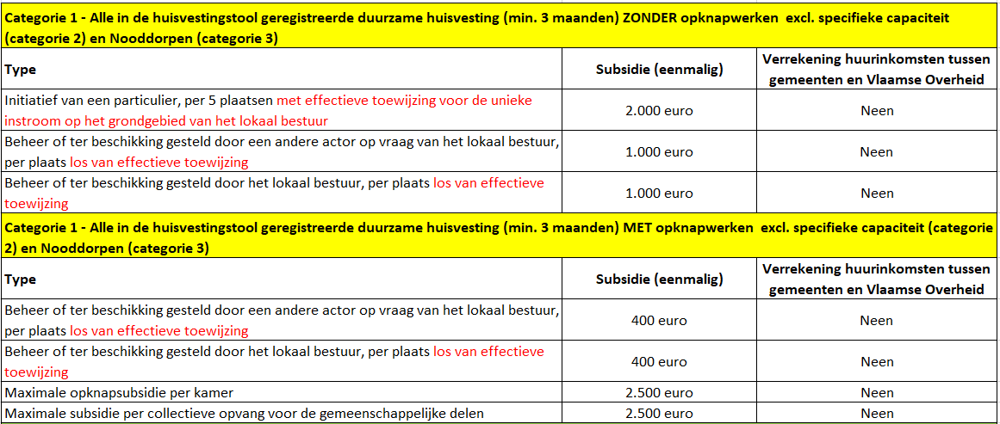 Categorie 1 - Alle in de huisvestingstool geregistreerde duurzame huisvesting (min. 3 maanden) ZONDER opknapwerken excl. specifieke capaciteit
(categorie 2) en Nooddorpen (categorie 3)
Type
Subsidie (eenmalig)
Verrekening huurinkomsten tussen
gemeenten en Vlaamse Overheid
Initiatief van een particulier, per 5 plaatsen met effectieve toewijzing voor de unieke
instroom op het grondgebied van het lokaal bestuur
2.000 euro
Neen
Beheer of ter beschikking gesteld door een andere actor op vraag van het lokaal bestuur,
per plaats los van effectieve toewijzing
1.000 euro
Neen
Beheer of ter beschikking gesteld door het lokaal bestuur, per plaats los van effectieve
toewijzing
1.000 euro
Neen
Categorie 1 - Alle in de huisvestingstool geregistreerde duurzame huisvesting (min. 3 maanden) MET opknapwerken excl. specifieke capaciteit (categorie
2) en Nooddorpen (categorie 3)
Type
Subsidie (eenmalig)
Verrekening huurinkomsten tussen
gemeenten en Vlaamse Overheid
Beheer of ter beschikking gesteld door een andere actor op vraag van het lokaal bestuur,
per plaats los van effectieve toewijzing
400 euro
Neen
Beheer of ter beschikking gesteld door het lokaal bestuur, per plaats los van effectieve
toewijzing
400 euro
Neen
Maximale opknapsubsidie per kamer
2.500 euro
Neen
Maximale subsidie per collectieve opvang voor de gemeenschappelijke delen
2.500 euro
Neen